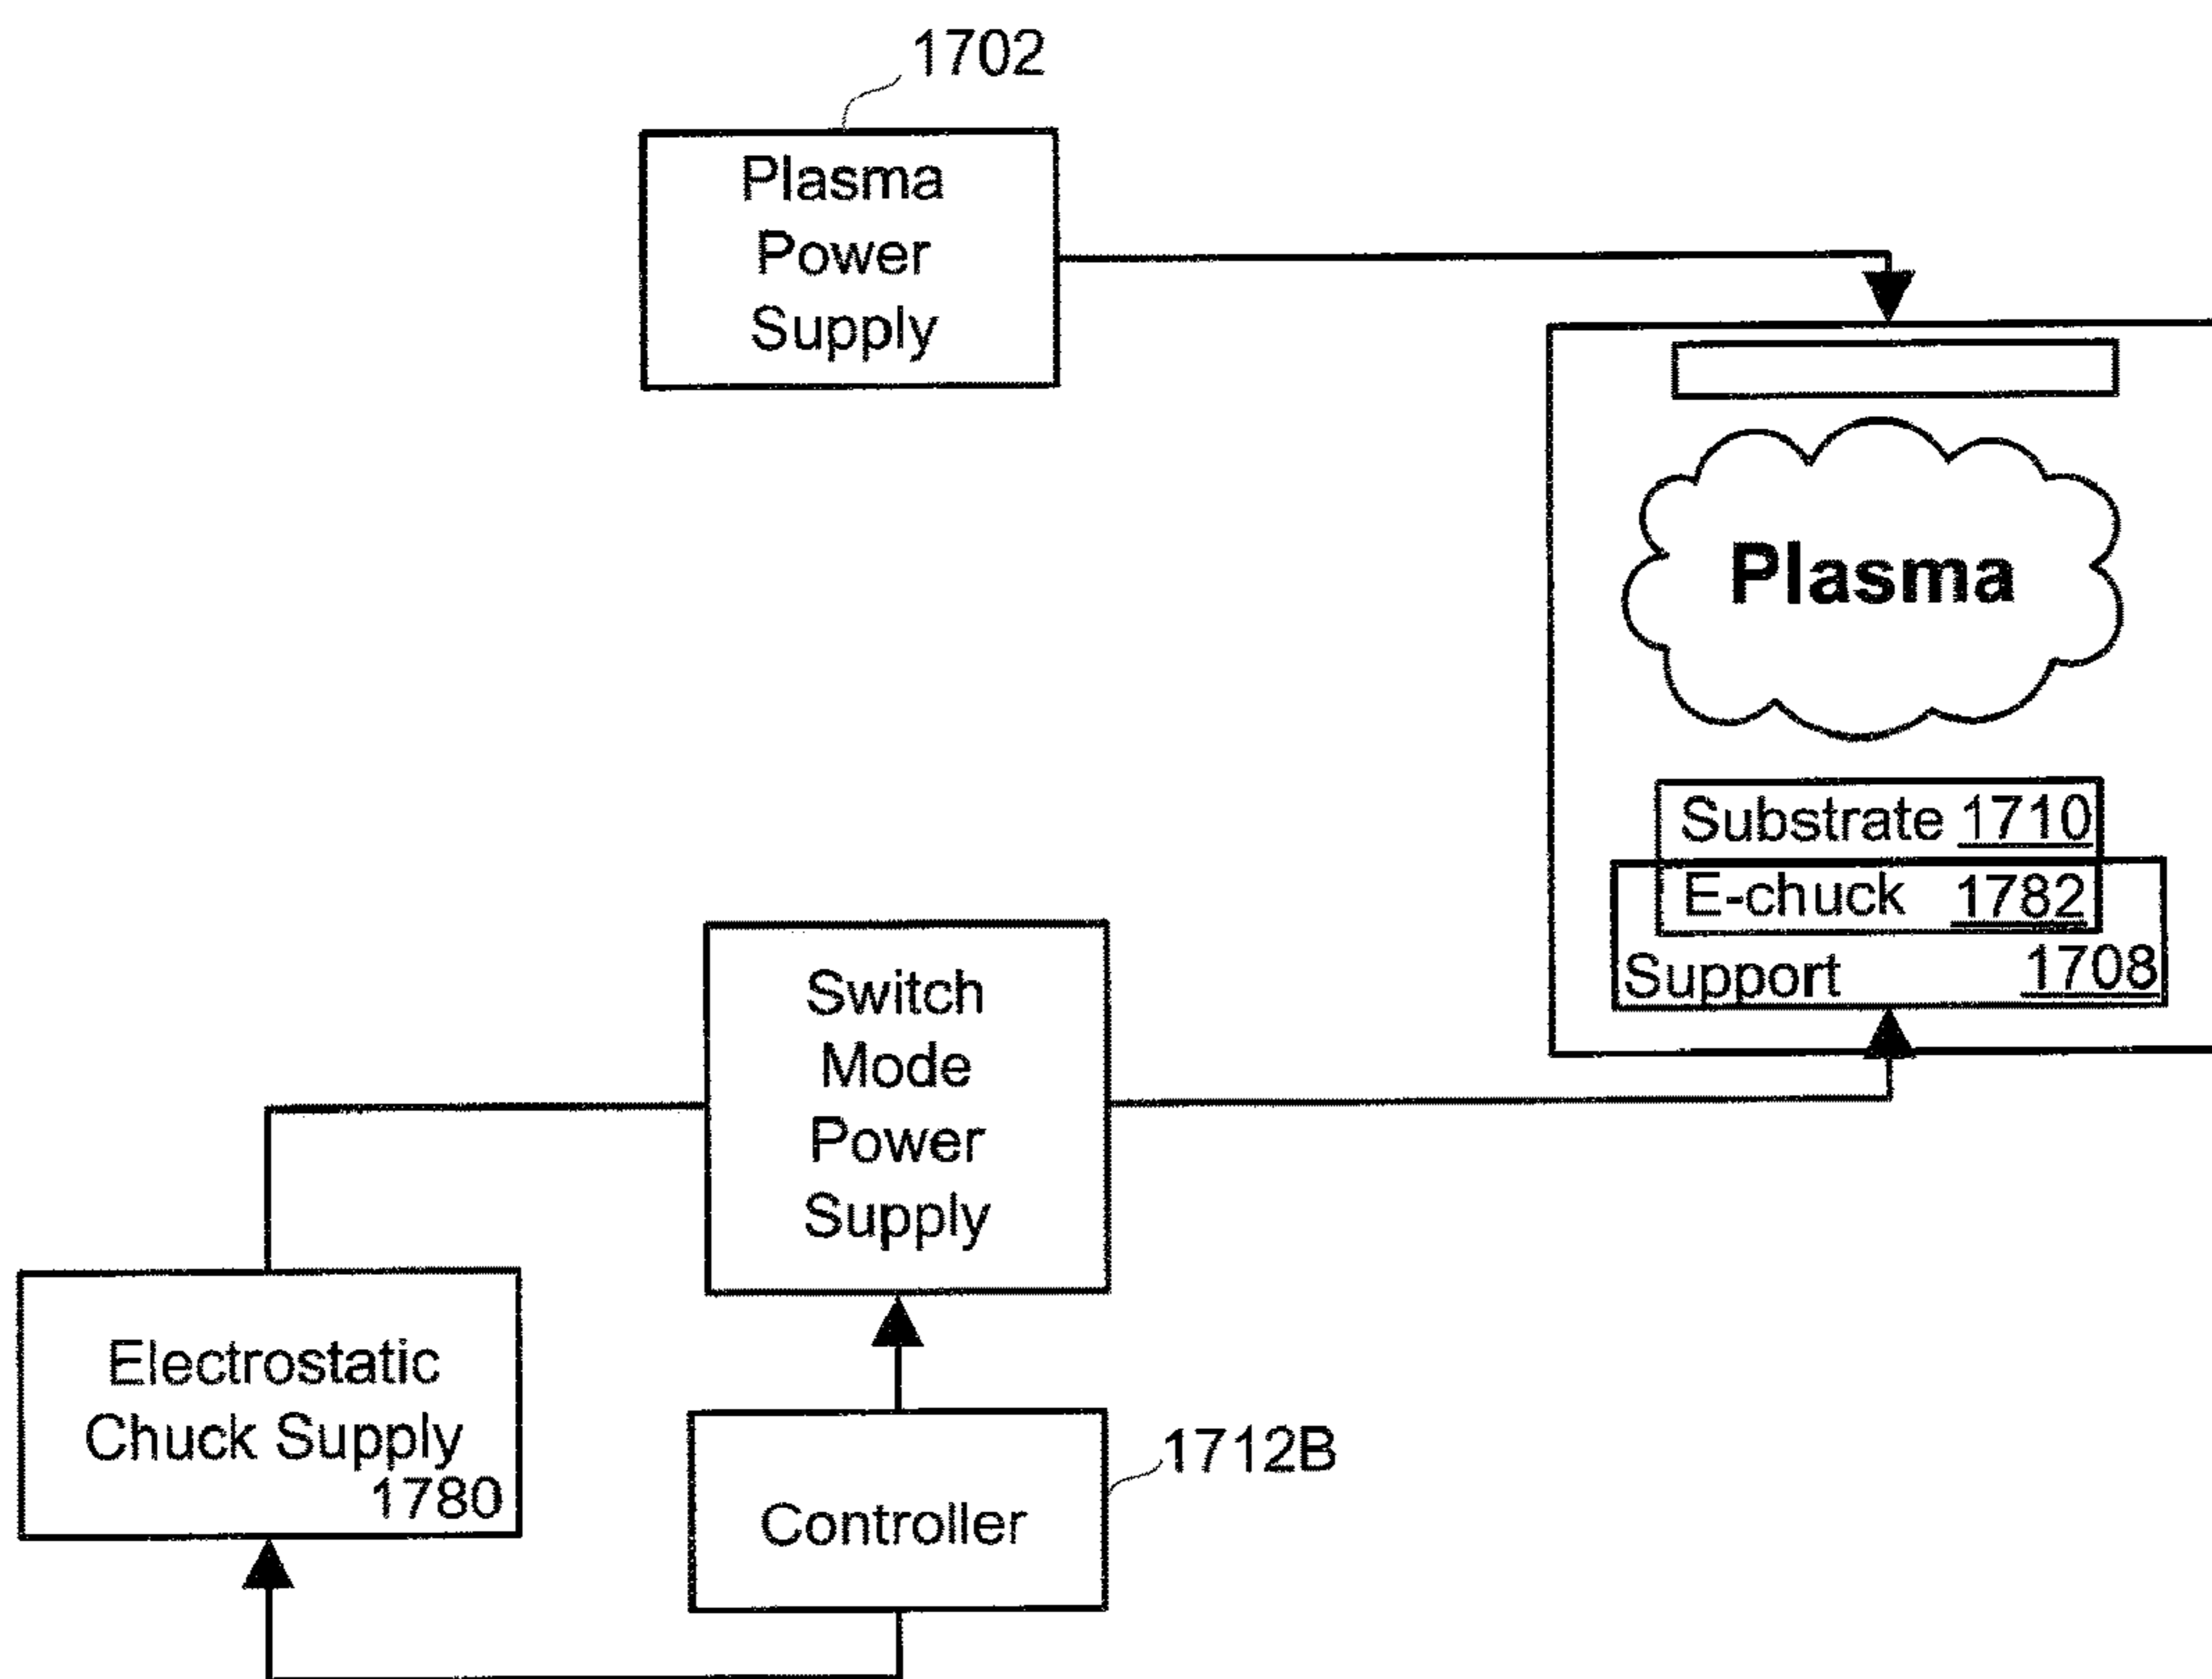 1702
Plasma
Power
Supply
Plasma
Substrate 1710
E-chuck 1782
Support 1708
Switch
Mode
Power
Supply
Electrostatic
Chuck Supply
1780
1712B
Controller